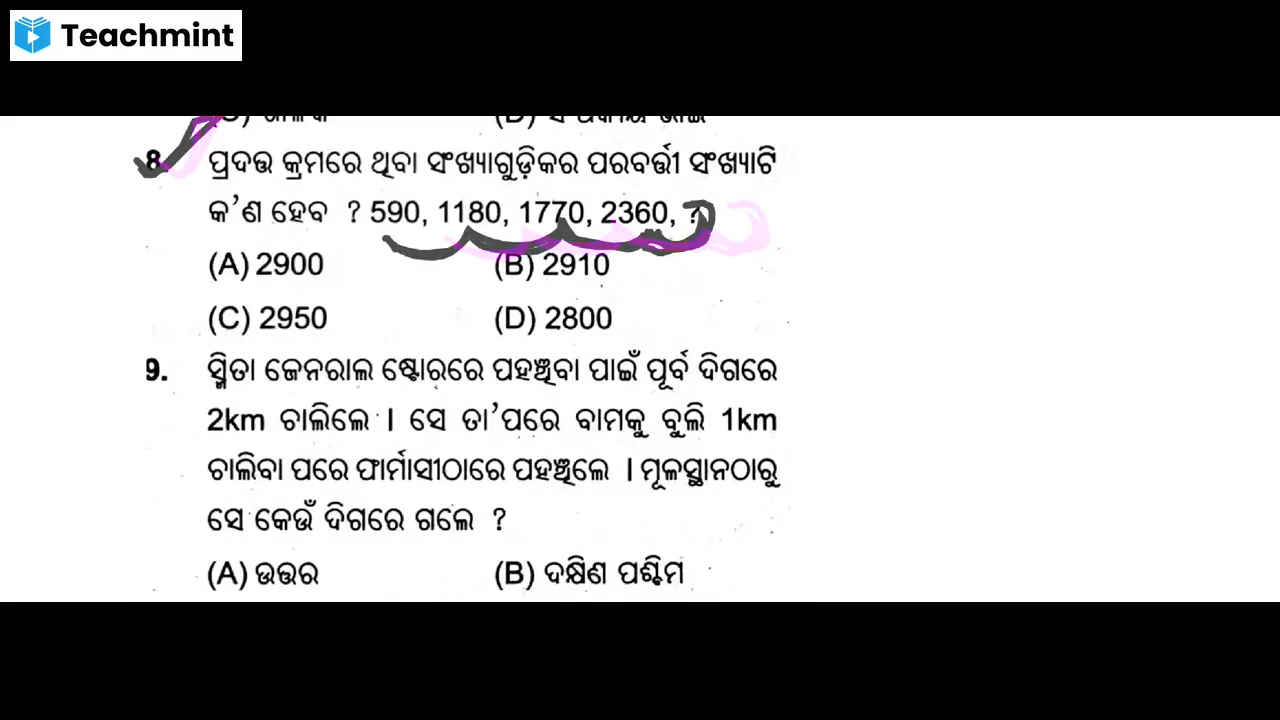 Teachmint
8. ପ୍ରଦତ୍ତ କ୍ରମରେ ଥିବା ସଂଖ୍ୟାଗୁଡ଼ିକର ପରବର୍ତ୍ତୀ ସଂଖ୍ୟାଟି
କ'ଣ ହେବ ? 590, 1180, 1770, 2360, ?
(A) 2900 (B) 2910
(C) 2950 (D) 2800
9. ସ୍ମିତା ଜେନରାଲ ଷ୍ଟୋରରେ ପହଞ୍ଚିବା ପାଇଁ ପୂର୍ବ ଦିଗରେ
2km ଚାଲିଲେ । ସେ ତା'ପରେ ବାମକୁ ବୁଲି 1km
ଚାଲିବା ପରେ ଫାର୍ମାସୀଠାରେ ପହଞ୍ଚିଲେ । ମୂଳସ୍ଥାନଠାରୁ
ସେ କେଉଁ ଦିଗରେ ଗଲେ ?
(A) ଉତ୍ତର (B) ଦକ୍ଷିଣ ପଶ୍ଚିମ